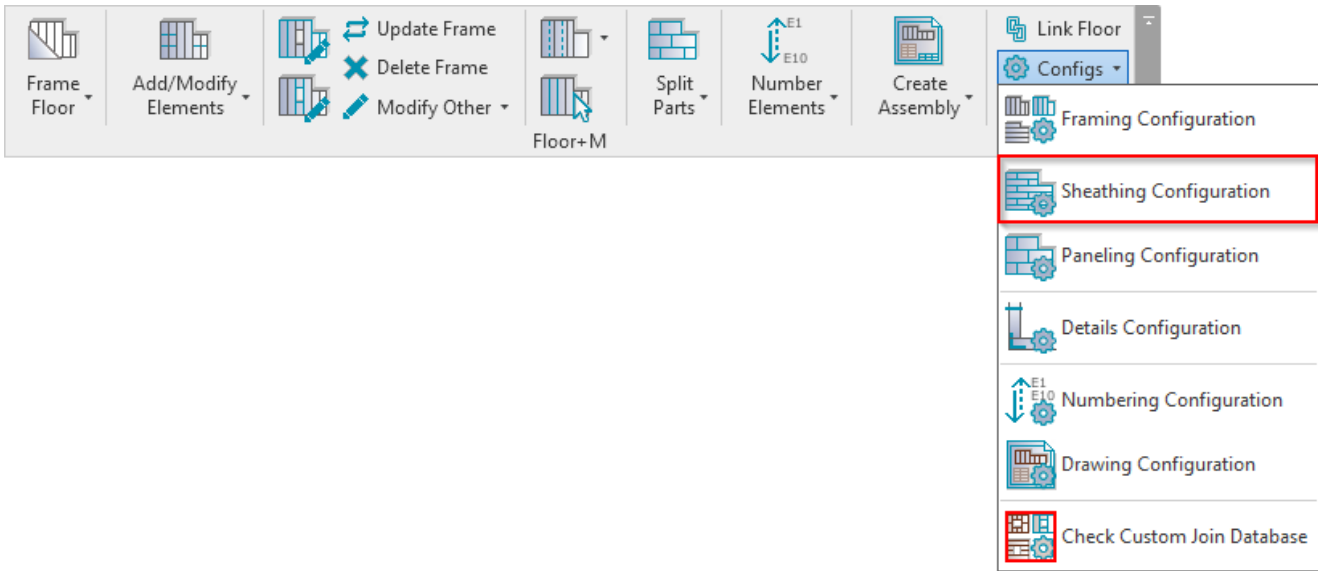 Frame
Floor
Add/Modify
Elements
Update Frame
Delete Frame
Modify Other
Split
Parts
E1
E10
Number
Elements
Create
Assembly
Link Floor
Configs
Floor+M
Framing Configuration
Sheathing Configuration
Paneling Configuration
Details Configuration
E1
E10
Numbering Configuration
Drawing Configuration
Check Custom Join Database